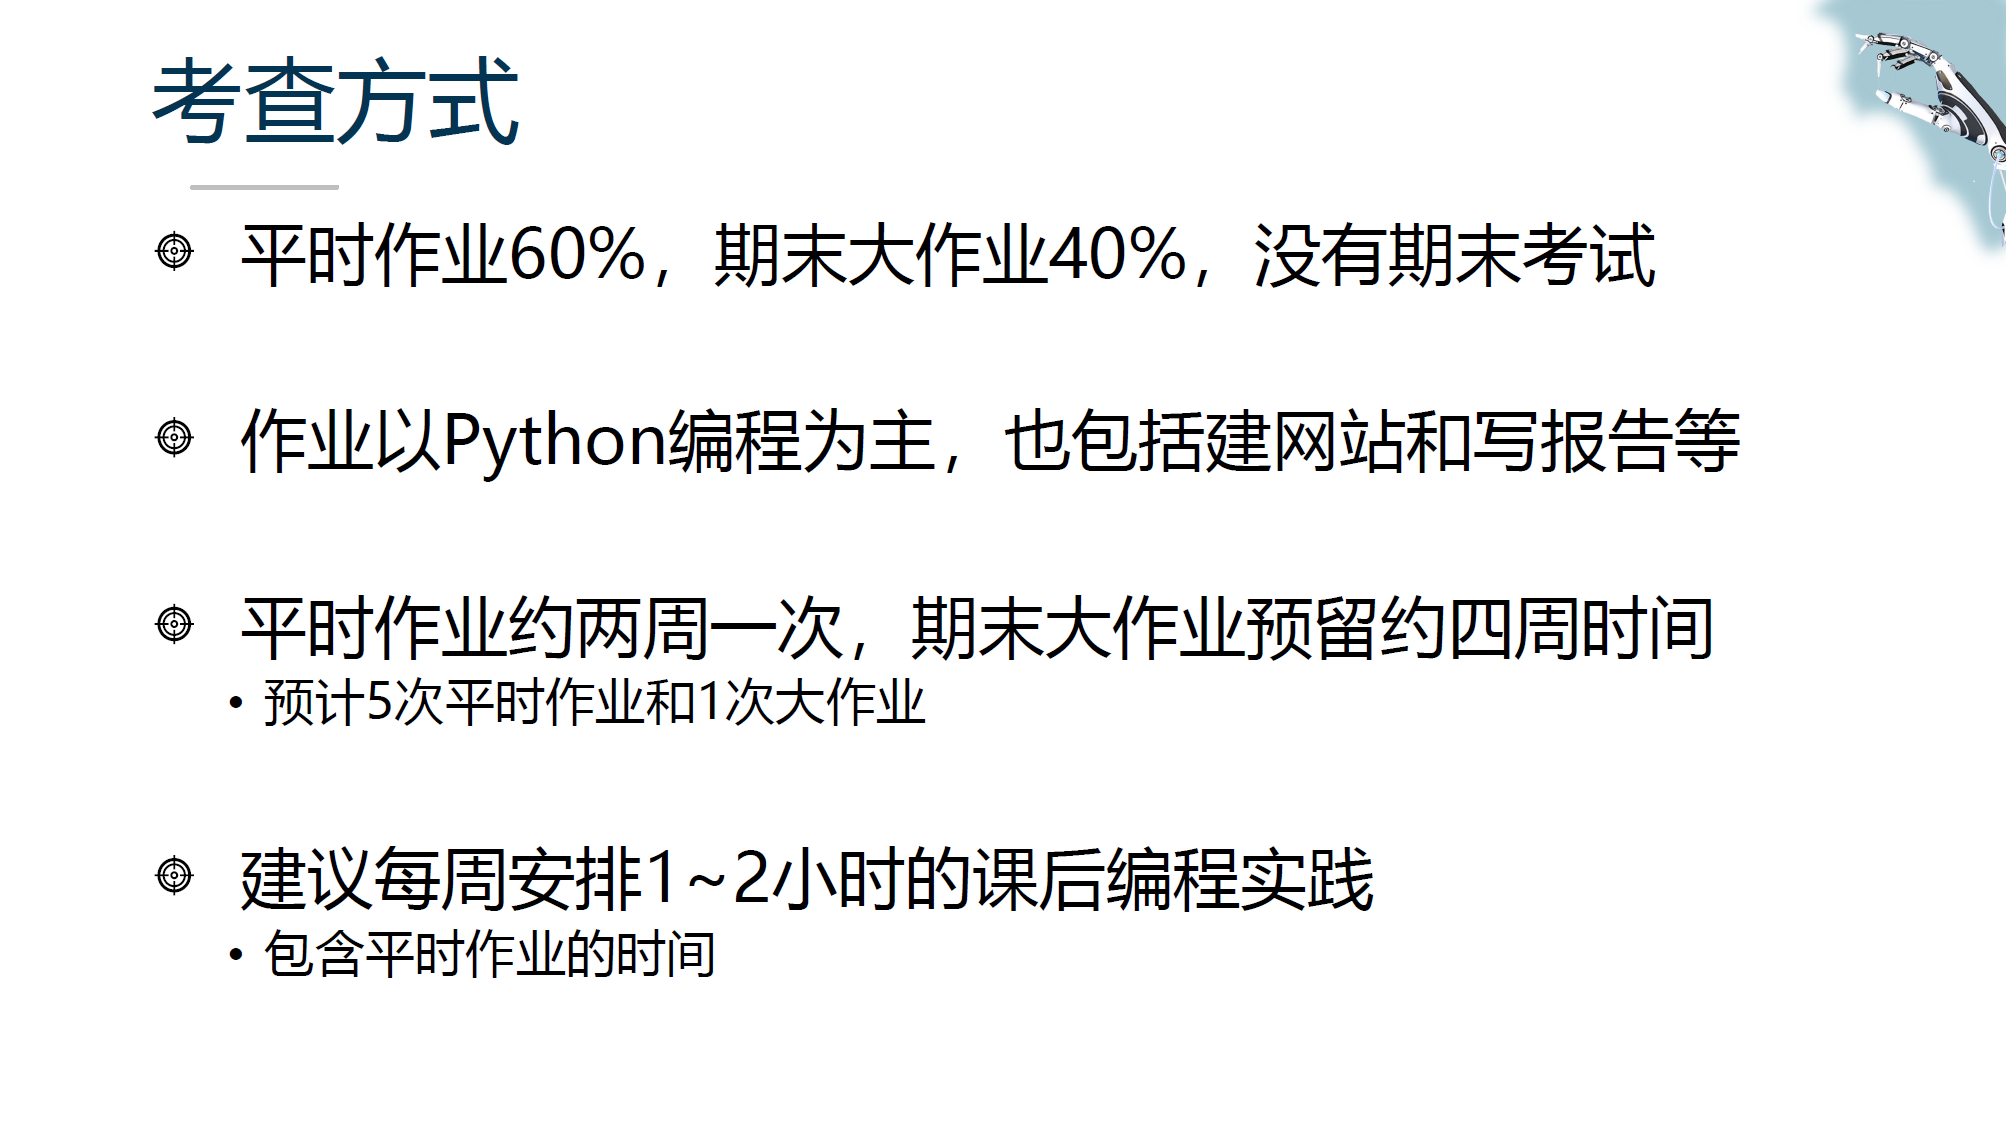 考查方式
平时作业60%，期末大作业40%，没有期末考试
作业以Python编程为主，也包括建网站和写报告等
平时作业约两周一次，期末大作业预留约四周时间
• 预计5次平时作业和1次大作业
建议每周安排1~2小时的课后编程实践
• 包含平时作业的时间